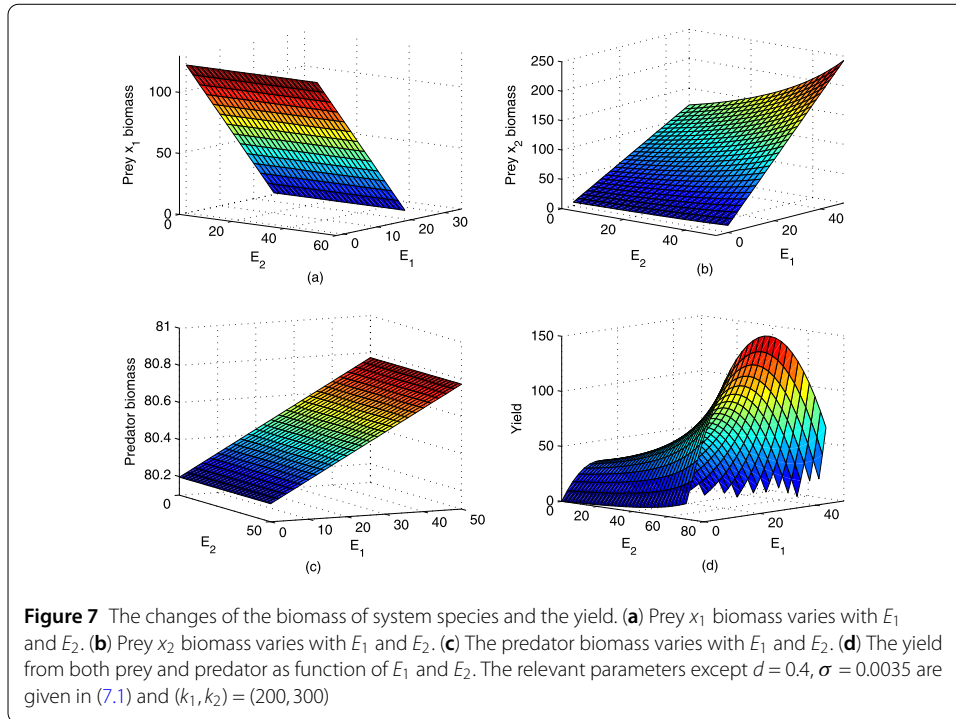 100
50
0
Prey x1 biomass
0
20
40
60
E2
0
10
20
30
E1
(a)
250
200
150
100
50
0
Prey x2 biomass
0
20
40
E2
0
20
40
E1
(b)
81
80.8
80.6
80.4
80.2
Predator biomass
0
50
E2
0
10
20
30
40
50
E1
(c)
150
100
50
0
Yield
0
20
40
60
80
E2
0
20
40
E1
(d)
Figure 7 The changes of the biomass of system species and the yield. (a) Prey x1 biomass varies with E1
and E2. (b) Prey x2 biomass varies with E1 and E2. (c) The predator biomass varies with E1 and E2. (d) The yield
from both prey and predator as function of E1 and E2. The relevant parameters except d = 0.4, σ = 0.0035 are
given in (7.1) and (k1, k2) = (200, 300)